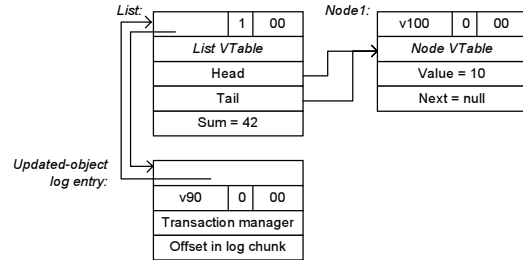 List:
1 00
List VTable
Head
Tail
Sum = 42
Node1:
v100 0 00
Node VTable
Value = 10
Next = null
Updated-object
log entry:
v90 0 00
Transaction manager
Offset in log chunk